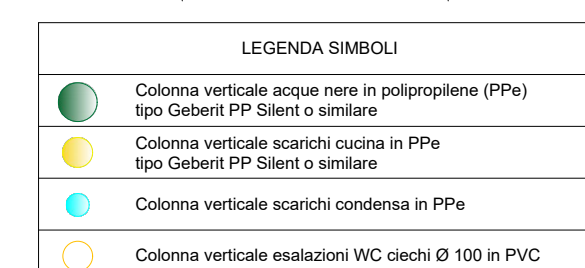 LEGENDA SIMBOLI
Colonna verticale acque nere in polipropilene (PPe)
tipo Geberit PP Silent o similare
Colonna verticale scarichi cucina in PPe
tipo Geberit PP Silent o similare
Colonna verticale scarichi condensa in PPe
Colonna verticale esalazioni WC ciechi Ø 100 in PVC